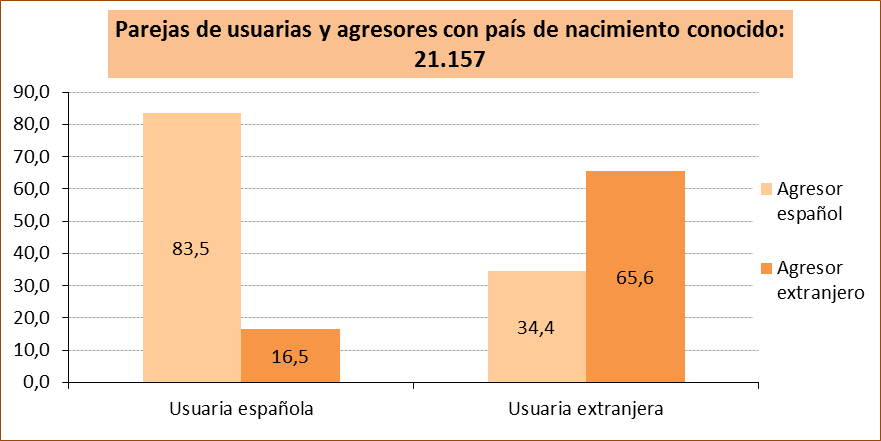 Parejas de usuarias y agresores con país de nacimiento conocido:
21.157
90,0
80,0
70,0
60,0
50,0
40,0
30,0
20,0
10,0
0,0
83,5
16,5
34,4
65,6
Usuaria española
Usuaria extranjera
Agresor
español
Agresor
extranjero